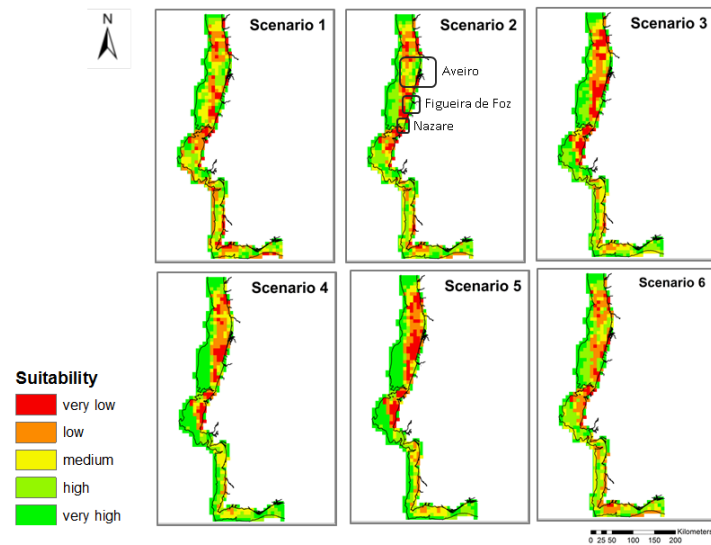 N
Scenario 1
Scenario 2
Scenario 3
Aveiro
Figueira de Foz
Nazare
Scenario 4
Scenario 5
Scenario 6
Suitability
very low
low
medium
high
very high
Kilometers
0 25 50 100 150 200